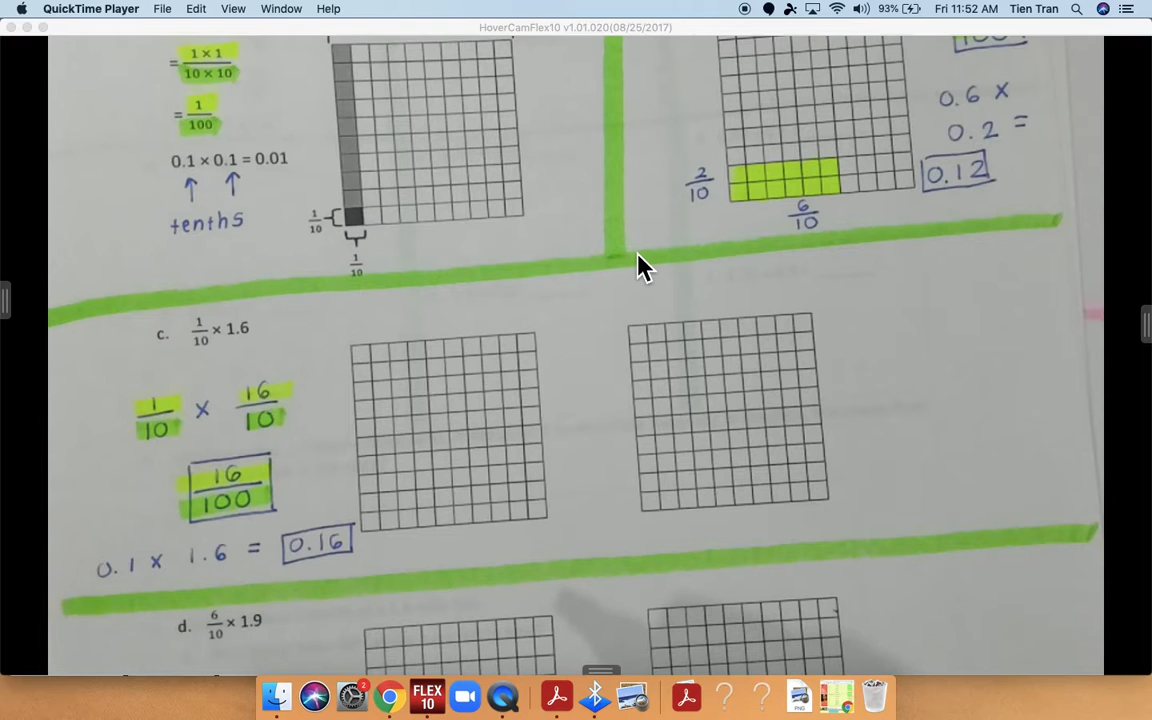 QuickTime Player File Edit View Window Help 93% Fri 11:52 AM Tien Tran
HoverCamFlex10 v1.01.020(08/25/2017)
= 1 × 1
10 × 10
= 1
100
0.1 × 0.1 = 0.01
tenths
1
10
1
10
0.6 x
0.2 =
0.12
2
10
6
10
c. 1/10 × 1.6
1/10 x 16/10
16
100
0.1 x 1.6 = 0.16
d. 6/10 × 1.9
FLEX
10
2
PNG